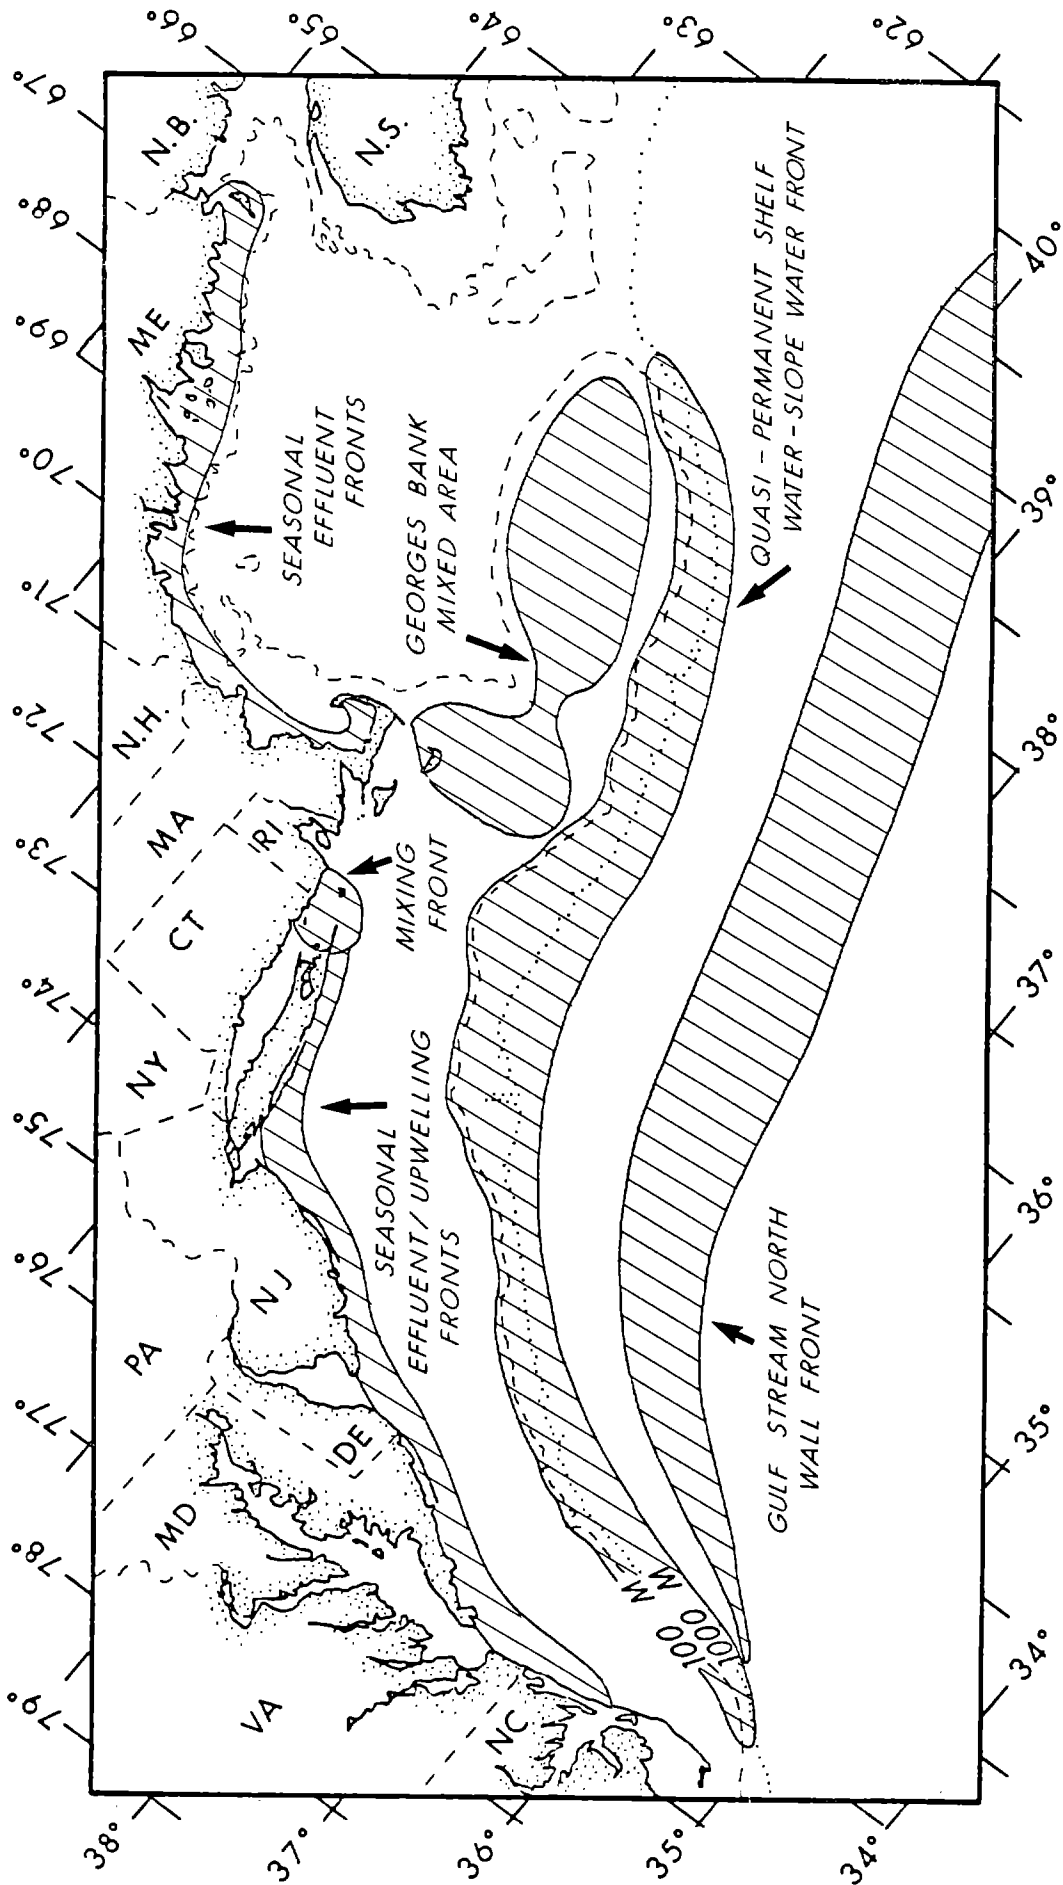 67°
66°
65°
64°
63°
62°
68°
69°
70°
71°
72°
73°
74°
75°
76°
77°
78°
79°
N.B.
N.S.
ME
N.H.
MA
RI
CT
NY
NJ
PA
DE
MD
VA
NC
SEASONAL
EFFLUENT
FRONTS
GEORGES BANK
MIXED AREA
QUASI-PERMANENT SHELF
WATER-SLOPE WATER FRONT
MIXING
FRONT
SEASONAL
EFFLUENT/UPWELLING
FRONTS
GULF STREAM NORTH
WALL FRONT
100 M
1000 M
40°
39°
38°
37°
36°
35°
34°
38°
37°
36°
35°
34°